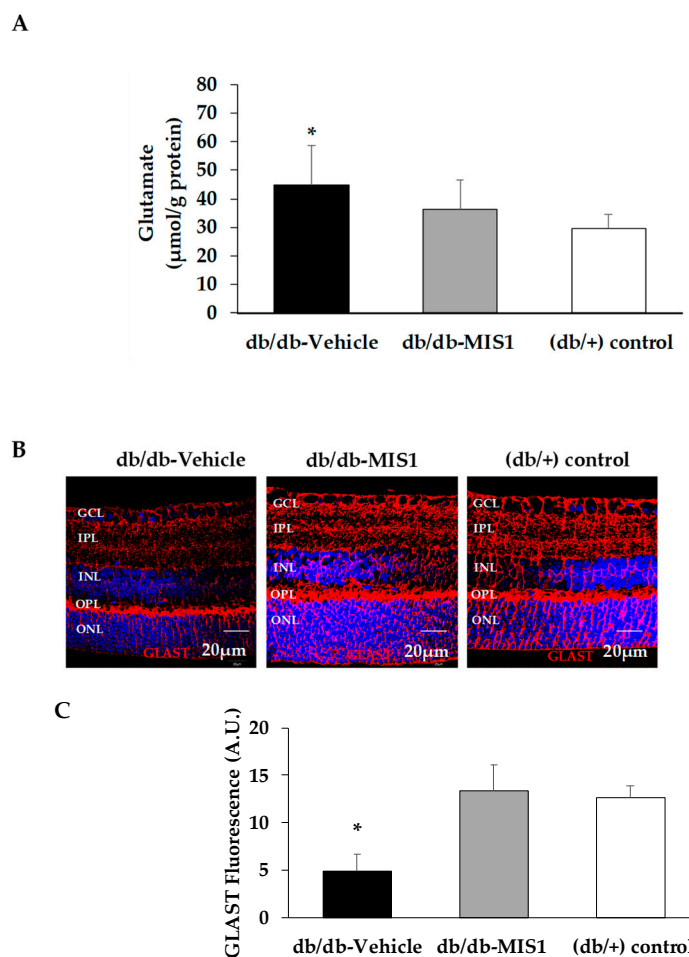 A
80
70
60
50
40
30
20
10
0
Glutamate
(µmol/g protein)
*
db/db-Vehicle db/db-MIS1 (db/+) control
B
db/db-Vehicle db/db-MIS1 (db/+) control
GCL
IPL
INL
OPL
ONL
20µm
GLAST
GCL
IPL
INL
OPL
ONL
20µm
GLAST
GCL
IPL
INL
OPL
ONL
20µm
GLAST
C
20
15
10
5
0
GLAST Fluorescence (A.U.)
*
db/db-Vehicle db/db-MIS1 (db/+) control